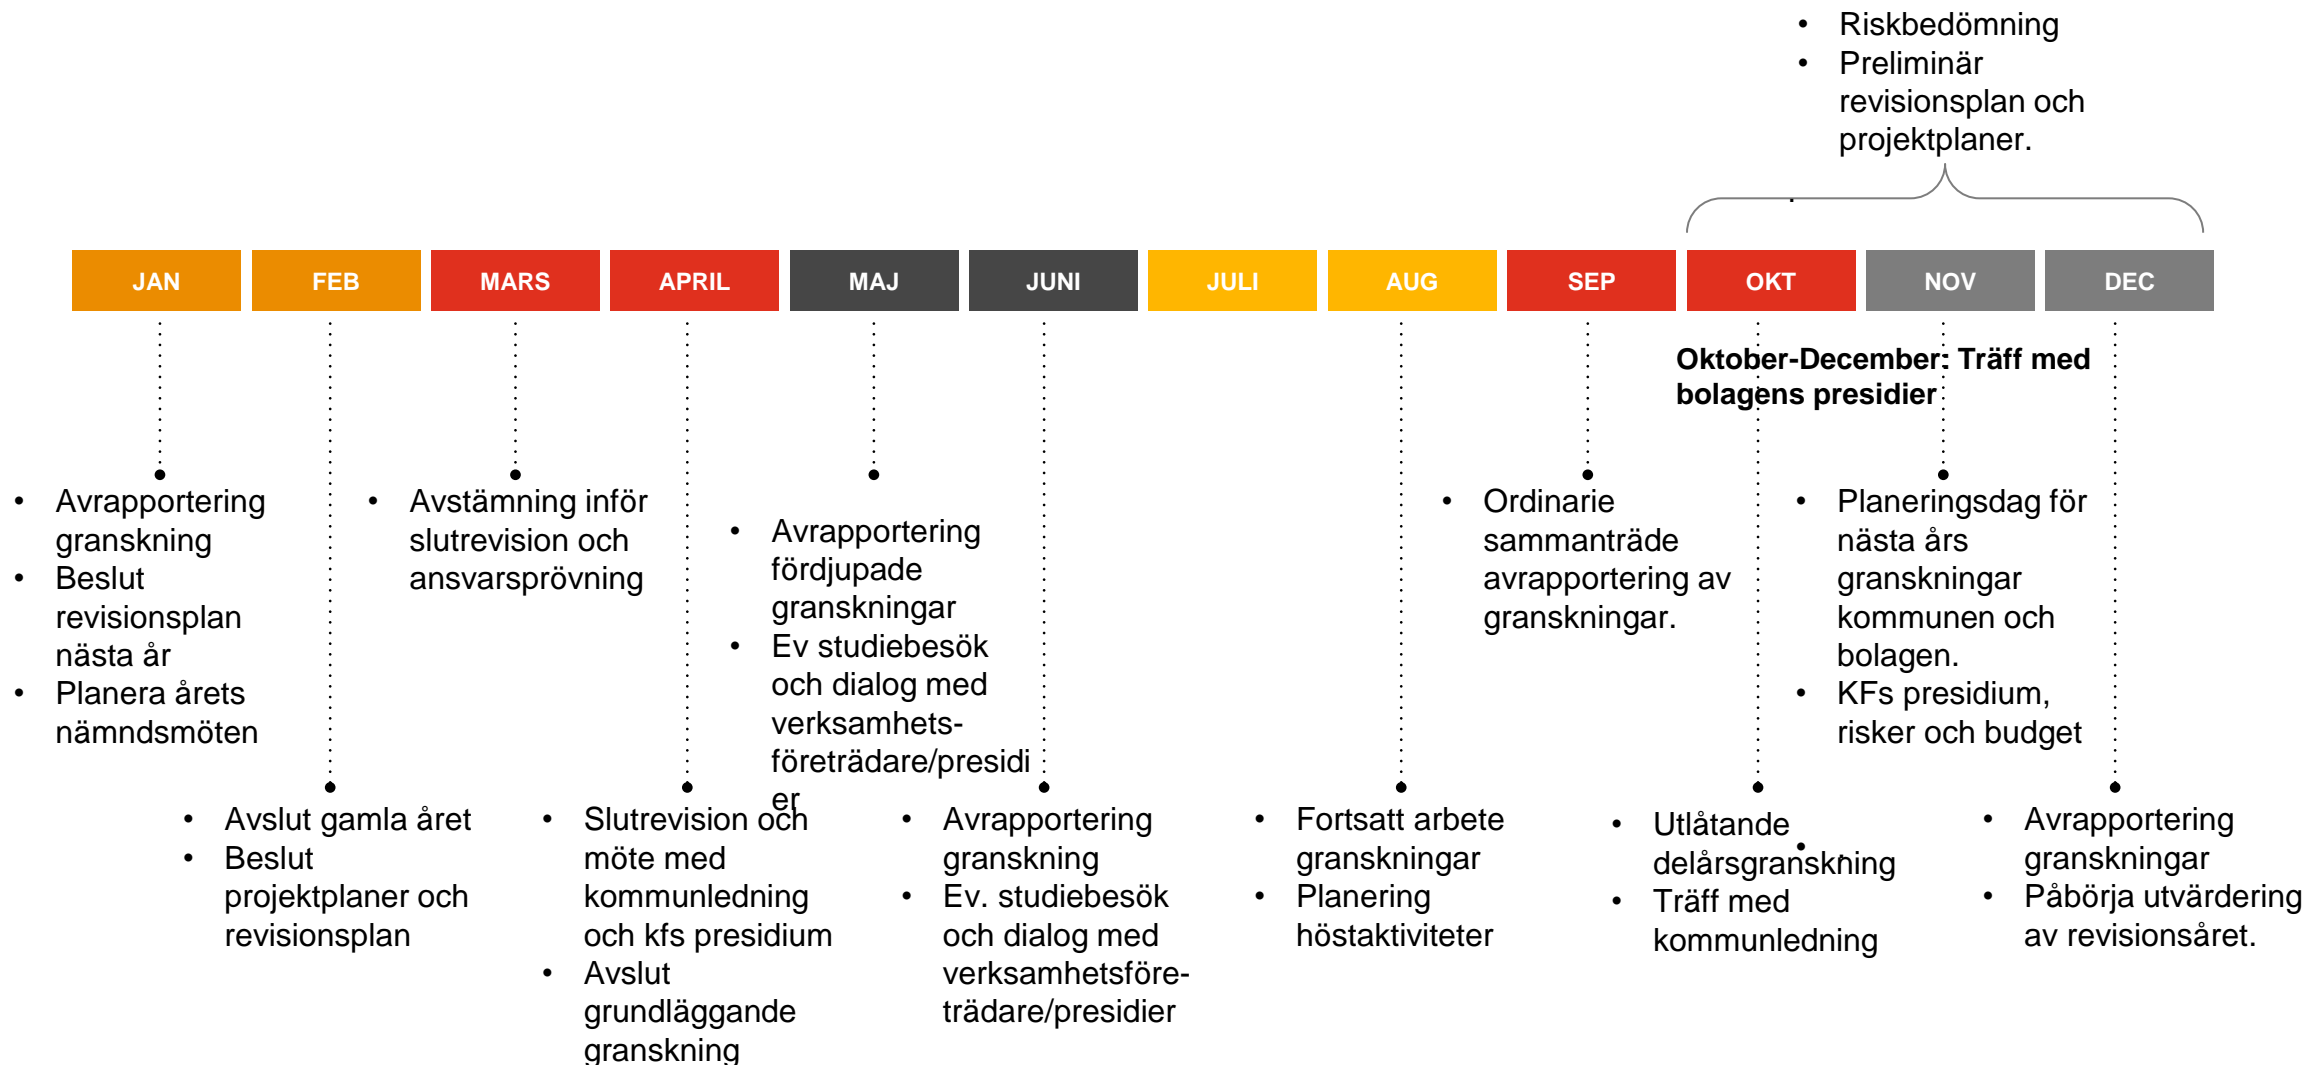 • Riskbedömning
• Preliminär
revisionsplan och
projektplaner.
.
JAN
FEB
MARS
APRIL
MAJ
JUNI
JULI
AUG
SEP
OKT
NOV
DEC
Oktober-December: Träff med
bolagens presidier
• Avrapportering
granskning
• Beslut
revisionsplan
nästa år
• Planera årets
nämndsmöten
• Avstämning inför
slutrevision och
ansvarsprövning
• Avrapportering
fördjupade
granskningar
• Ev studiebesök
och dialog med
verksamhets-
företrädare/presidi
er
• Ordinarie
sammanträde
avrapportering av
granskningar.
• Planeringsdag för
nästa års
granskningar
kommunen och
bolagen.
• KFs presidium,
risker och budget
• Avslut gamla året
• Beslut
projektplaner och
revisionsplan
• Slutrevision och
möte med
kommunledning
och kfs presidium
• Avslut
grundläggande
granskning
• Avrapportering
granskning
• Ev. studiebesök
och dialog med
verksamhetsföre-
trädare/presidier
• Fortsatt arbete
granskningar
• Planering
höstaktiviteter
• Utlåtande
delårsgranskning
• Träff med
kommunledning
• .
• Avrapportering
granskningar
• Påbörja utvärdering
av revisionsåret.